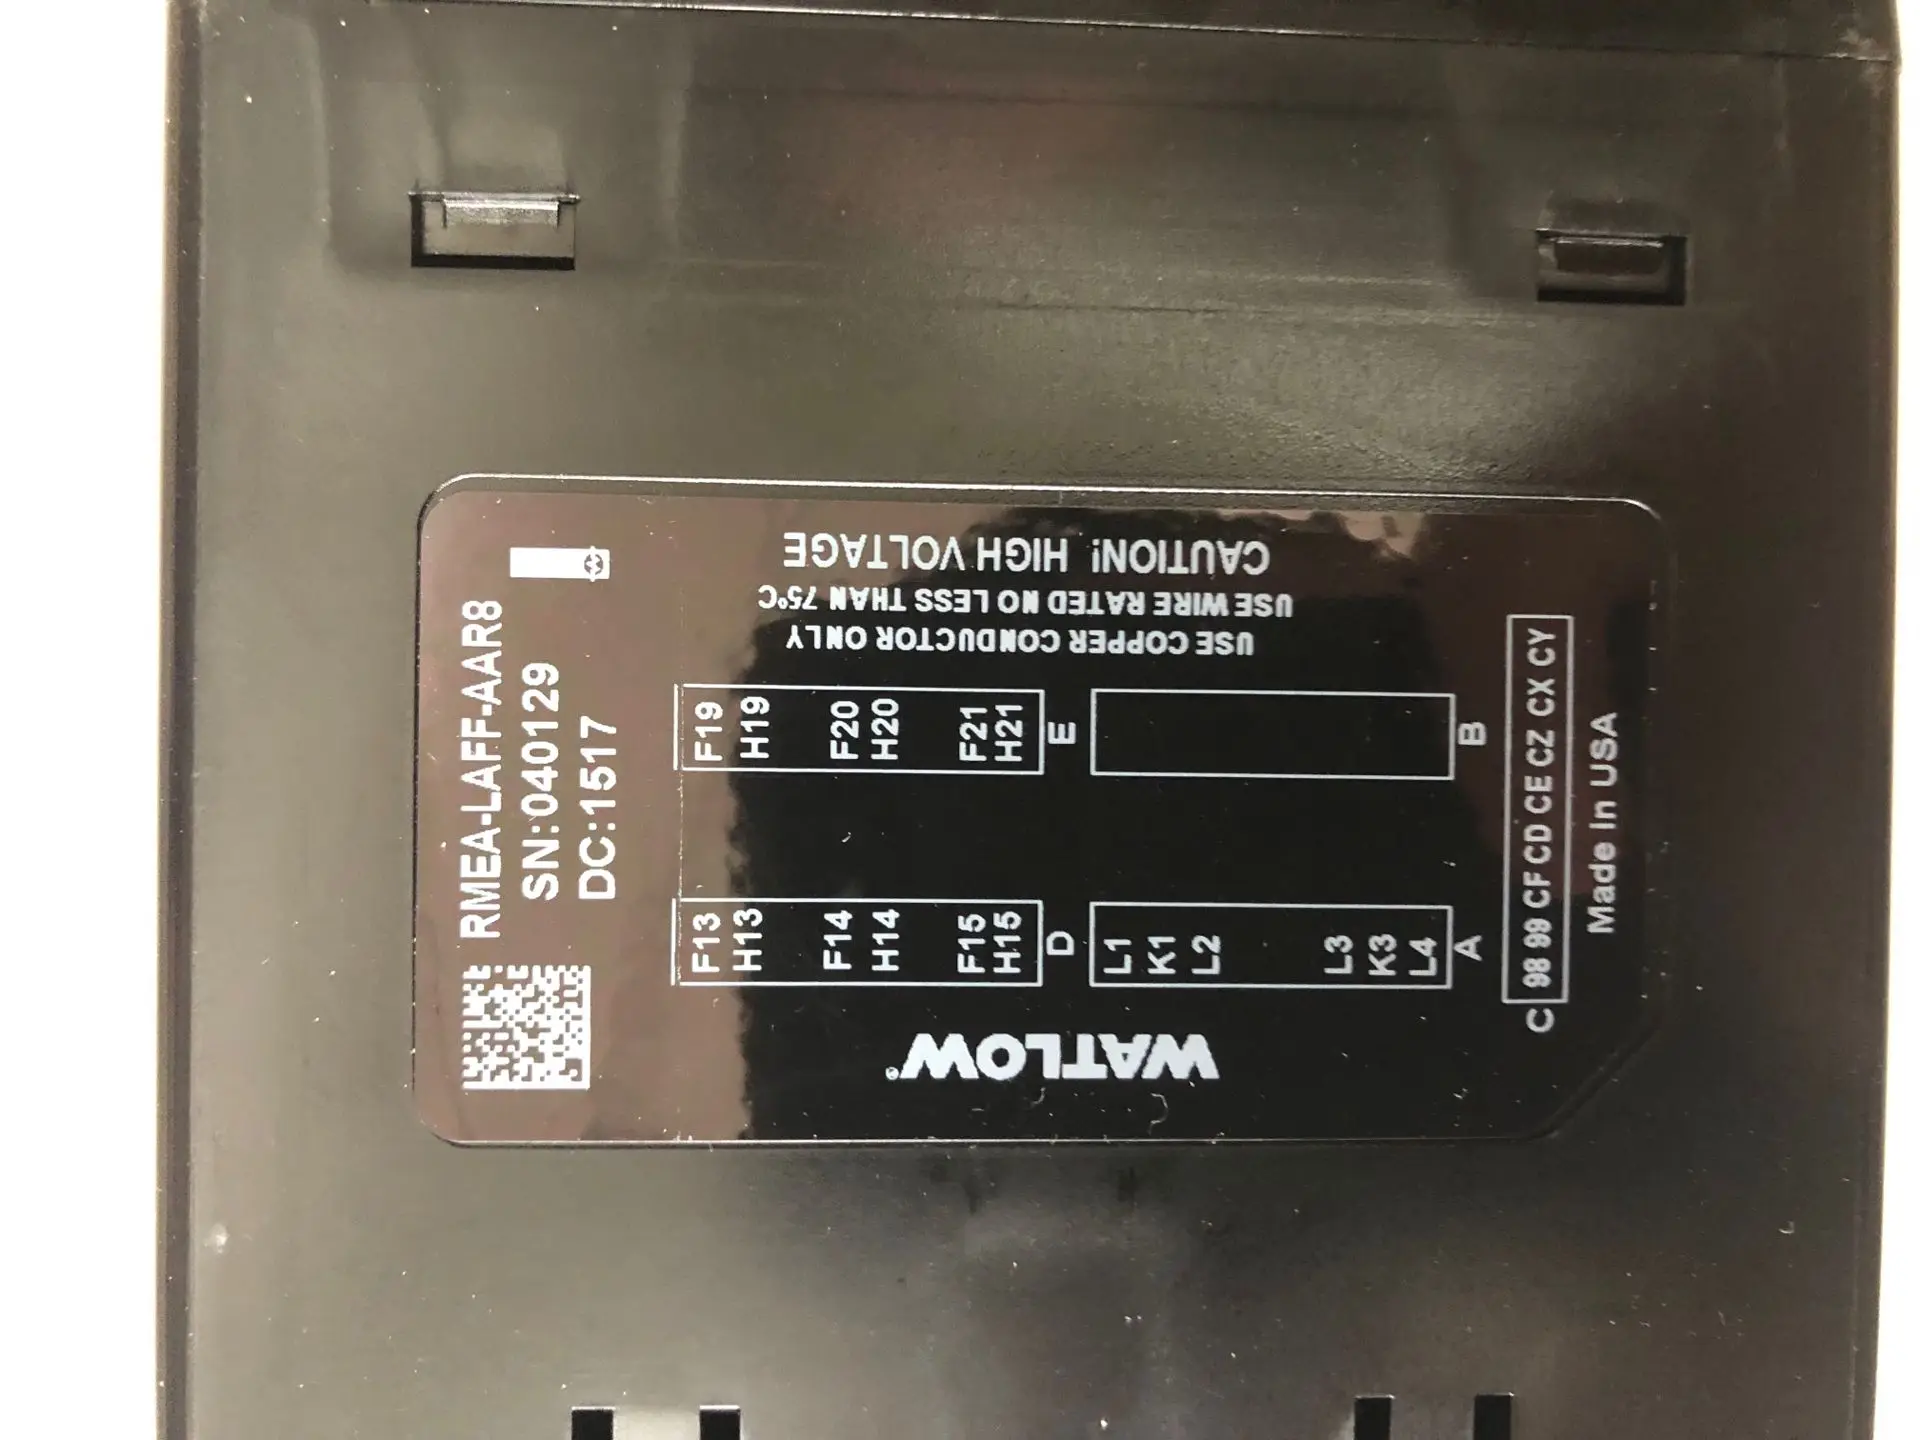 RMEA-LAFF-AAR8
SN:040129
DC:1517
F13
H13
F14
H14
F15
H15
D
F19
H19
F20
H20
F21
H21
E
L1
K1
L2
L3
K3
L4
A
B
C 98 99 CF CD CE CZ CX CY
Made In USA
WATLOW®
USE COPPER CONDUCTOR ONLY
USE WIRE RATED NO LESS THAN 75°C
CAUTION! HIGH VOLTAGE